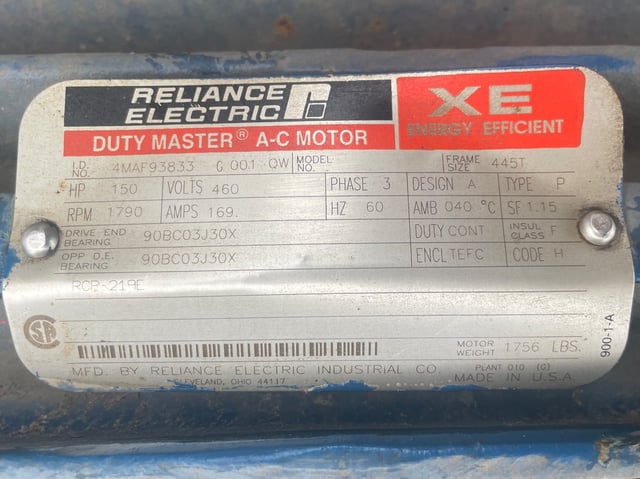 RELIANCE
ELECTRIC
XE
ENERGY EFFICIENT
DUTY MASTER® A-C MOTOR
I.D. NO. 4MAF93833 G 001 QW MODEL NO. FRAME SIZE 445T
HP 150 VOLTS 460 PHASE 3 DESIGN A TYPE P
RPM 1790 AMPS 169. HZ 60 AMB 040 °C SF 1.15
DRIVE END BEARING 90BC03J30X DUTY CONT INSUL CLASS F
OPP D.E. BEARING 90BC03J30X ENCL TEFC CODE H
RCP-219E
SA
MOTOR WEIGHT 1756 LBS.
900-1-A
MFD. BY RELIANCE ELECTRIC INDUSTRIAL CO. PLANT 010 (G)
CLEVELAND, OHIO 44117 MADE IN U.S.A